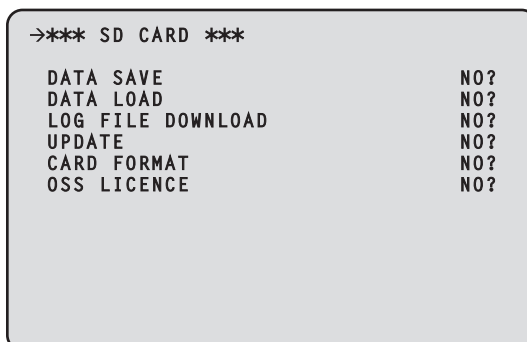 →*** SD CARD ***
DATA SAVE NO?
DATA LOAD NO?
LOG FILE DOWNLOAD NO?
UPDATE NO?
CARD FORMAT NO?
OSS LICENCE NO?